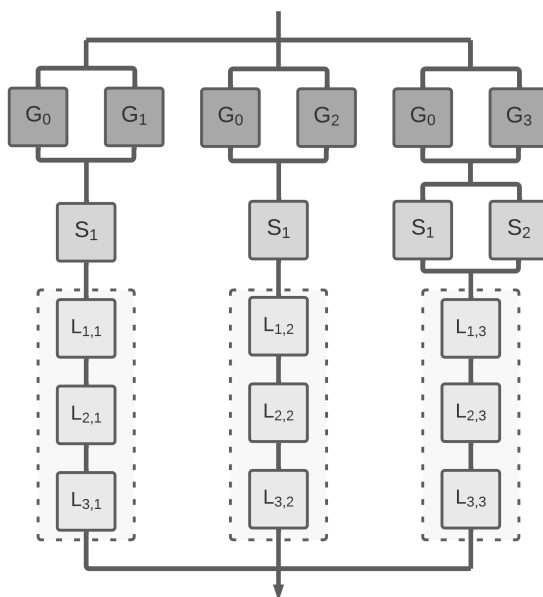 G₀ G₁ G₀ G₂ G₀ G₃
S₁ S₁ S₁ S₂
L₁,₁ L₁,₂ L₁,₃
L₂,₁ L₂,₂ L₂,₃
L₃,₁ L₃,₂ L₃,₃